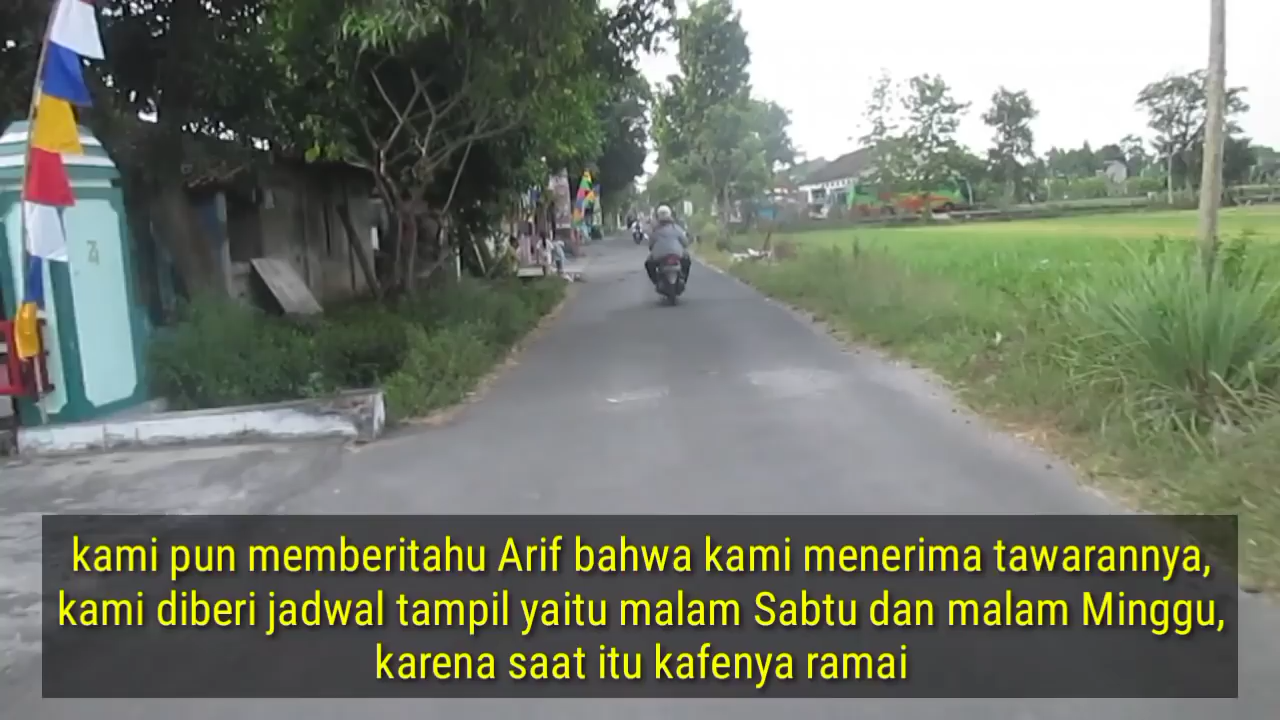 kami pun memberitahu Arif bahwa kami menerima tawarannya,
kami diberi jadwal tampil yaitu malam Sabtu dan malam Minggu,
karena saat itu kafenya ramai